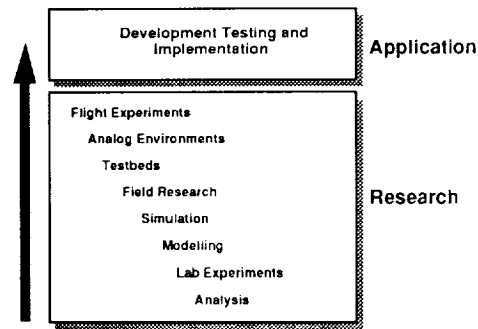 Development Testing and
Implementation
Application
Flight Experiments
Analog Environments
Testbeds
Field Research
Research
Simulation
Modelling
Lab Experiments
Analysis